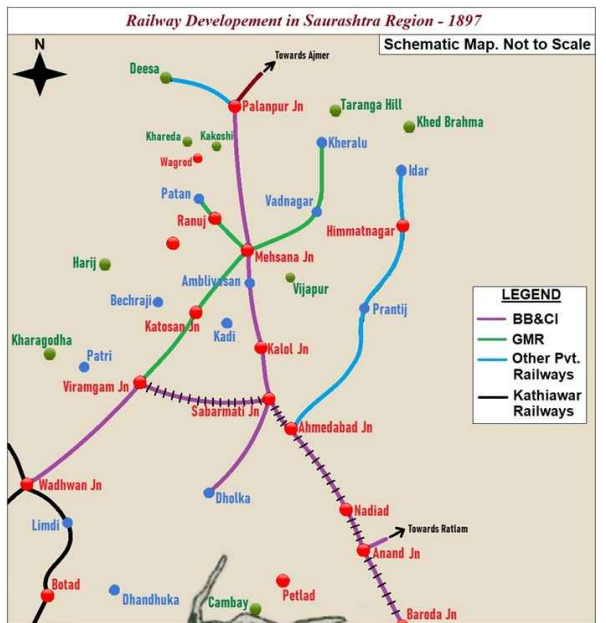 Railway Developement in Saurashtra Region - 1897
Schematic Map. Not to Scale
N
Towards Ajmer
Deesa
Palanpur Jn
Taranga Hill
Khed Brahma
Khareda
Kakoshi
Kheralu
Wagrod
Idar
Patan
Vadnagar
Ranuj
Himmatnagar
Mehsana Jn
Harij
Ambliyasan
Vijapur
Bechraji
Prantij
Katosan Jn
Kadi
Kharagodha
Patri
Kalol Jn
Viramgam Jn
Sabarmati Jn
Ahmedabad Jn
LEGEND
BB&CI
GMR
Other Pvt.
Railways
Kathiawar
Railways
Wadhwan Jn
Dholka
Nadiad
Limdi
Towards Ratlam
Anand Jn
Botad
Dhandhuka
Petlad
Cambay
Baroda Jn